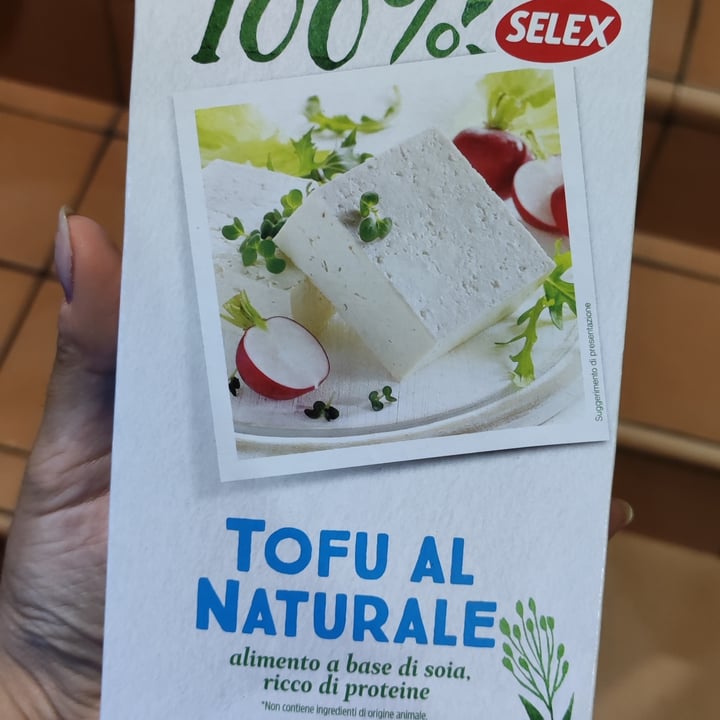 100%
SELEX
Suggerimento di presentazione
TOFU AL
NATURALE
alimento a base di soia,
ricco di proteine
*Non contiene ingredienti di origine animale.